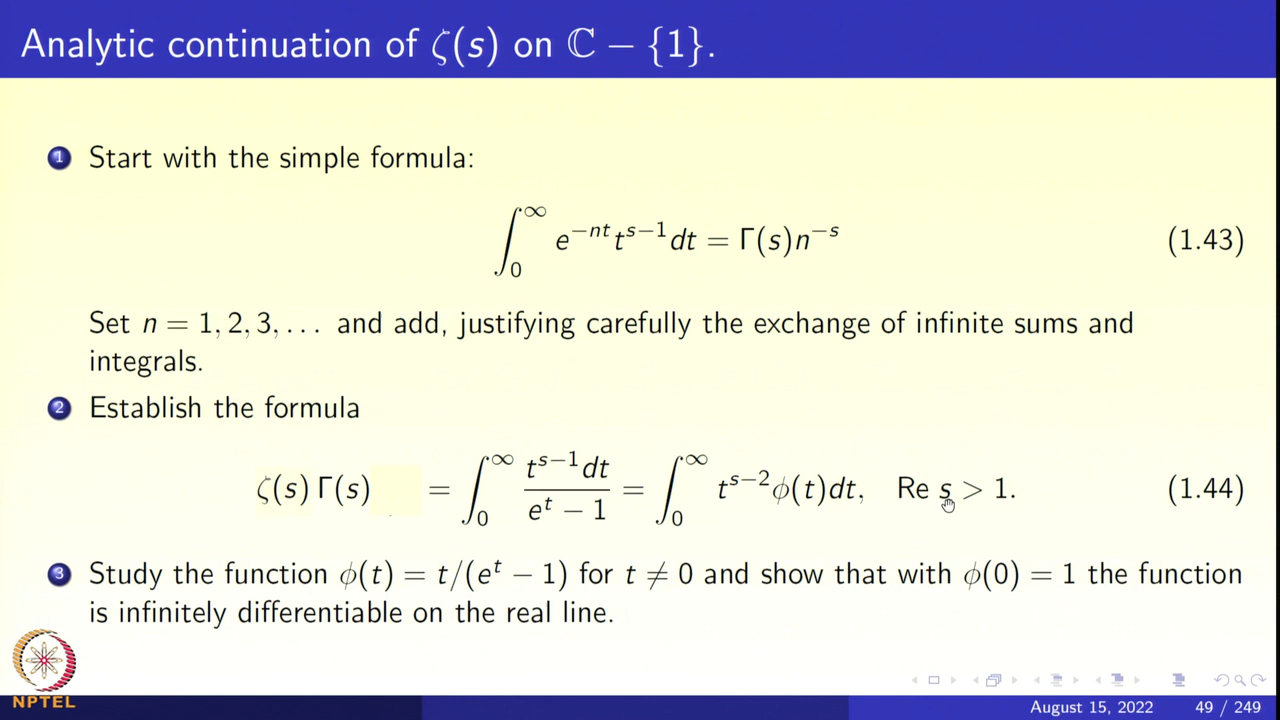 Analytic continuation of ζ(s) on ℂ − {1}.
1 Start with the simple formula:
∫₀^∞ e^{−nt} t^{s−1} dt = Γ(s)n^{−s} (1.43)
Set n = 1, 2, 3, . . . and add, justifying carefully the exchange of infinite sums and
integrals.
2 Establish the formula
ζ(s) Γ(s) = ∫₀^∞ \frac{t^{s−1} dt}{e^t − 1} = ∫₀^∞ t^{s−2} ϕ(t)dt, Re s > 1. (1.44)
3 Study the function ϕ(t) = t/(e^t − 1) for t ≠ 0 and show that with ϕ(0) = 1 the function
is infinitely differentiable on the real line.
NPTEL
August 15, 2022 49 / 249